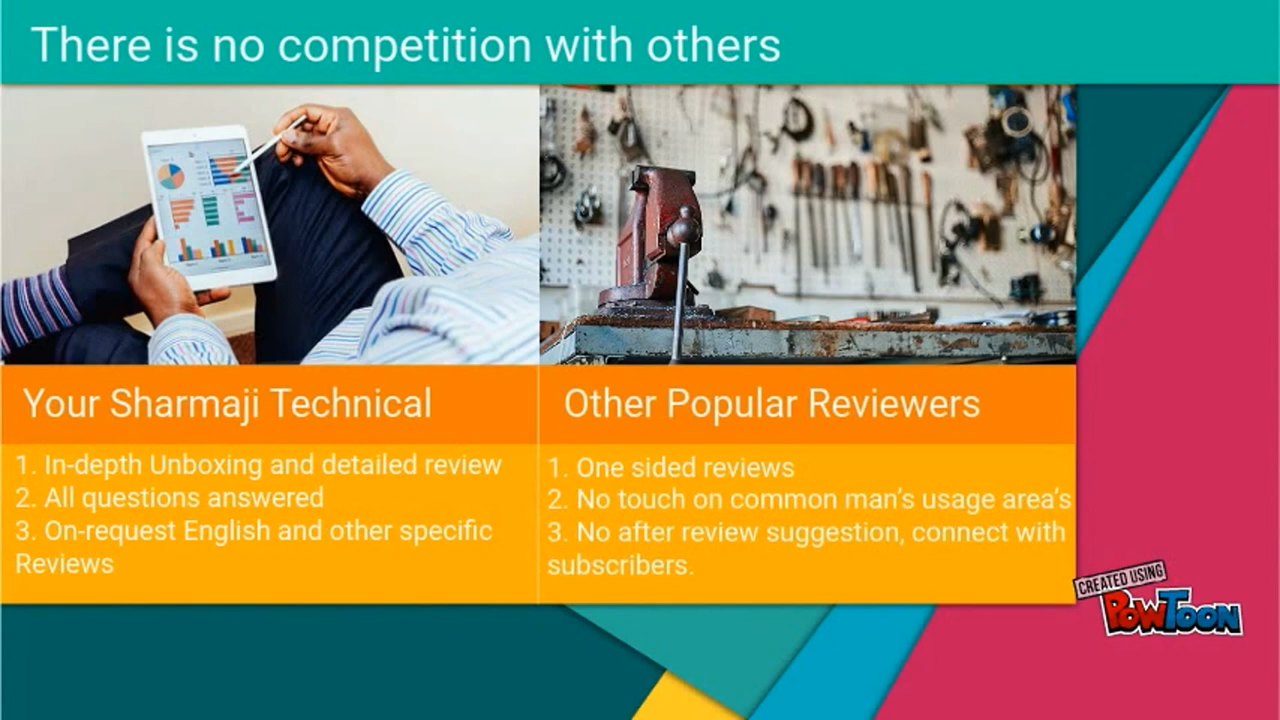 There is no competition with others
Your Sharmaji Technical
1. In-depth Unboxing and detailed review
2. All questions answered
3. On-request English and other specific
Reviews
Other Popular Reviewers
1. One sided reviews
2. No touch on common man's usage area's
3. No after review suggestion, connect with
subscribers.
CREATED USING
POWTOON